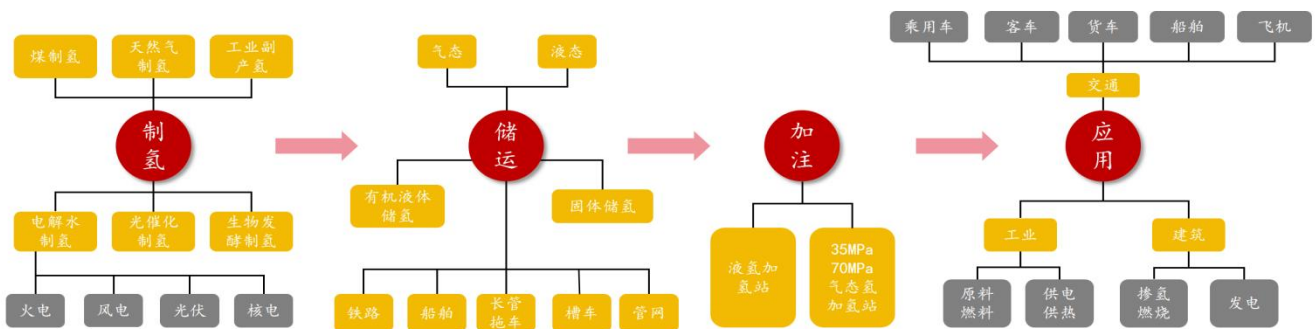 煤制氢
天然气
制氢
工业副
产氢
制
氢
电解水
制氢
光催化
制氢
生物发
酵制氢
火电
风电
光伏
核电
气态
液态
储
运
有机液体
储氢
固体储氢
铁路
船舶
长管
拖车
槽车
管网
加
注
液氢加
氢站
35MPa
70MPa
气态氢
加氢站
乘用车
客车
货车
船舶
飞机
交通
应
用
工业
建筑
原料
燃料
供电
供热
掺氢
燃烧
发电